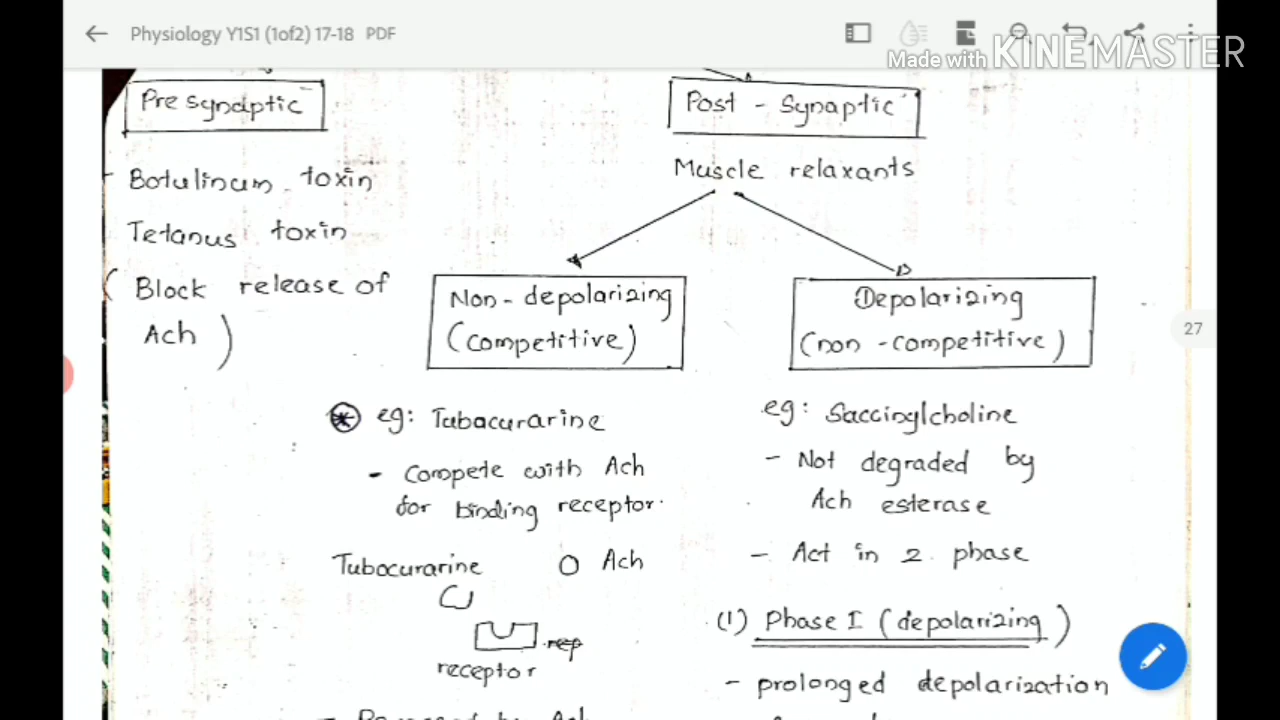 Physiology Y1S1 (1of2) 17-18 PDF
Made with KINEMASTER
Pre synaptic
Botulinum toxin
Tetanus toxin
( Block release of
Ach )
Post - Synaptic
Muscle relaxants
Non - depolarizing
(competitive)
eg: Tubacurarine
- Compete with Ach
for binding receptor.
Tubocurarine O Ach
rep
receptor
Depolarizing
(non - competitive)
eg: Saccinylcholine
- Not degraded by
Ach esterase
- Act in 2 phase
(1) Phase I (depolarizing)
- prolonged depolarization
27